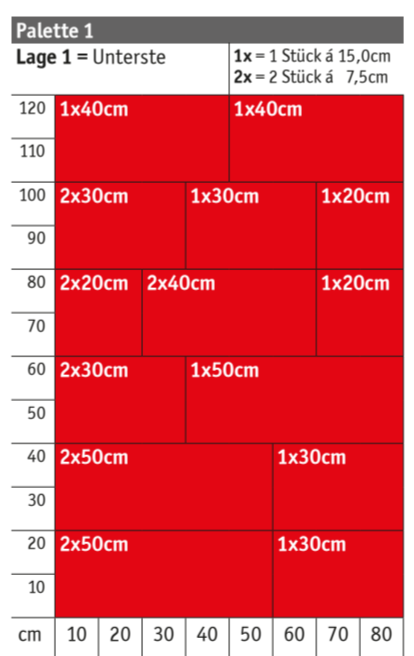 Palette 1
Lage 1 = Unterste
1x = 1 Stück á 15,0cm
2x = 2 Stück á 7,5cm
120 1x40cm 1x40cm
110
100 2x30cm 1x30cm 1x20cm
90
80 2x20cm 2x40cm 1x20cm
70
60 2x30cm 1x50cm
50
40 2x50cm 1x30cm
30
20 2x50cm 1x30cm
10
cm 10 20 30 40 50 60 70 80